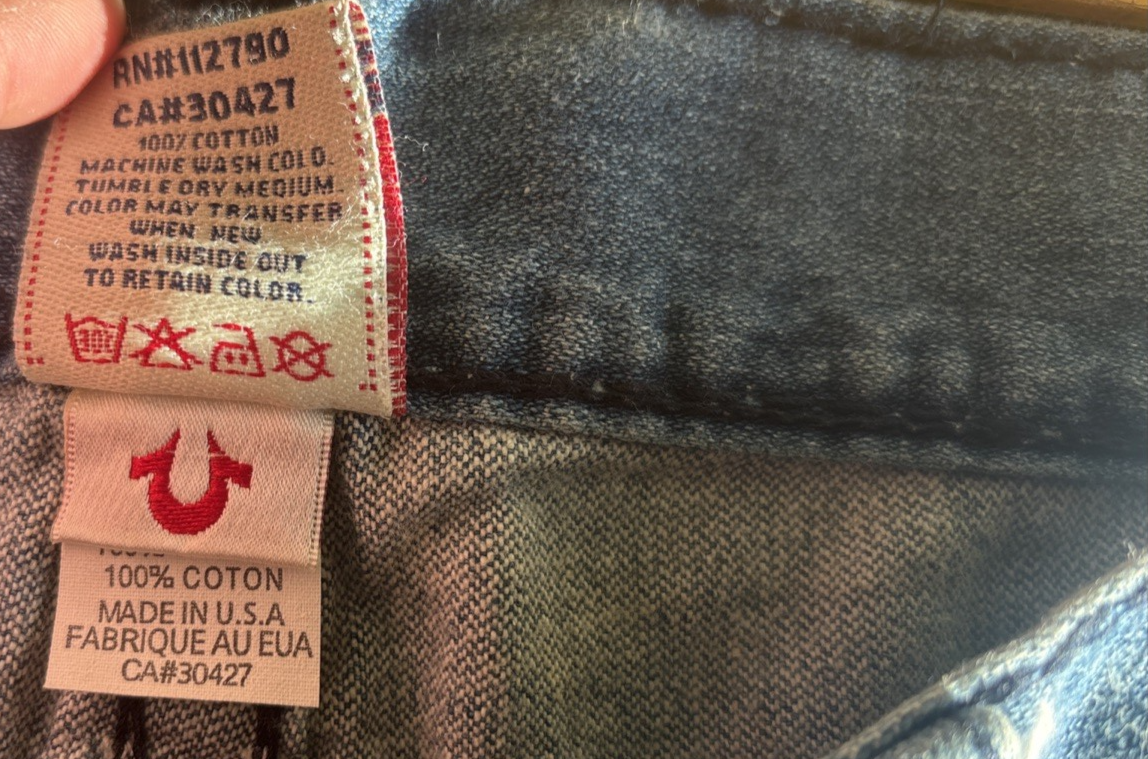 RN#112790
CA#30427
100% COTTON
MACHINE WASH COLD.
TUMBLE DRY MEDIUM.
COLOR MAY TRANSFER
WHEN NEW
WASH INSIDE OUT
TO RETAIN COLOR.
100% COTON
MADE IN U.S.A
FABRIQUE AU EUA
CA#30427